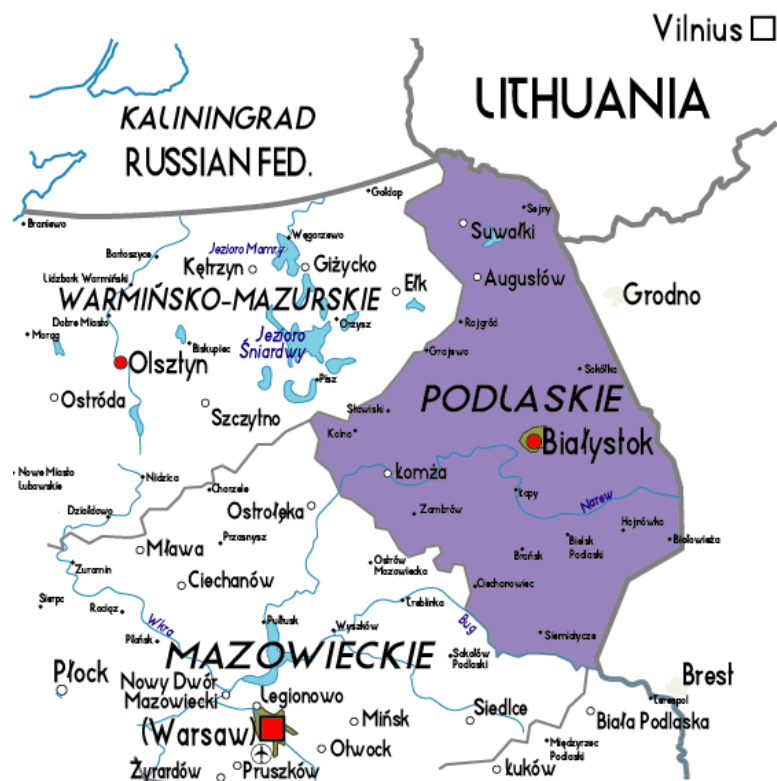 Vilnius
LITHUANIA
KALININGRAD
RUSSIAN FED.
Gołdap
Sejny
Braniewo
Suwałki
Węgorzewo
Jezioro Mamry
Bartoszyce
Kętrzyn
Giżycko
Augustów
Ełk
Lidzbark Warmiński
Grodno
WARMIŃSKO-MAZURSKIE
Dobre Miasto
Orzysz
Rajgród
Morąg
Jezioro
Śniardwy
Biskupiec
Grajewo
Olsztyn
Sokółka
Pisz
PODLASKIE
Ostróda
Szczytno
Stawiski
Kolno
Białystok
Nowe Miasto
Lubawskie
Nidzica
Łomża
Chorzele
Łapy
Narew
Ostrołęka
Działdowo
Zambrów
Hajnówka
Przasnysz
Bielsk
Podlaski
Białowieża
Mława
Brańsk
Ostrów
Mazowiecka
Żuramin
Ciechanów
Ciechanowiec
Sierpc
Raciąż
Treblinka
Wkra
Pułtusk
Wyszków
Bug
Siemiatycze
Płońsk
MAZOWIECKIE
Sokołów
Podlaski
Płock
Brest
Nowy Dwór
Mazowiecki
Legionowo
Terespol
Siedlce
Mińsk
Biała Podlaska
(Warsaw)
Otwock
Międzyrzec
Podlaski
Żyrardów
Pruszków
Łuków